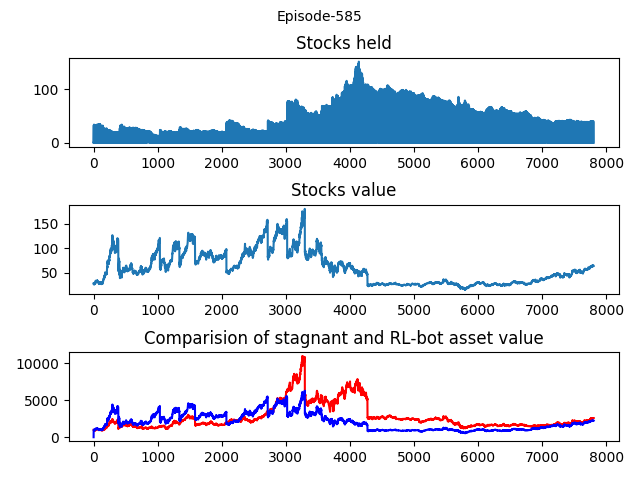 Episode-585
Stocks held
100
0
0 1000 2000 3000 4000 5000 6000 7000 8000
Stocks value
150
100
50
0 1000 2000 3000 4000 5000 6000 7000 8000
Comparision of stagnant and RL-bot asset value
10000
5000
0
0 1000 2000 3000 4000 5000 6000 7000 8000